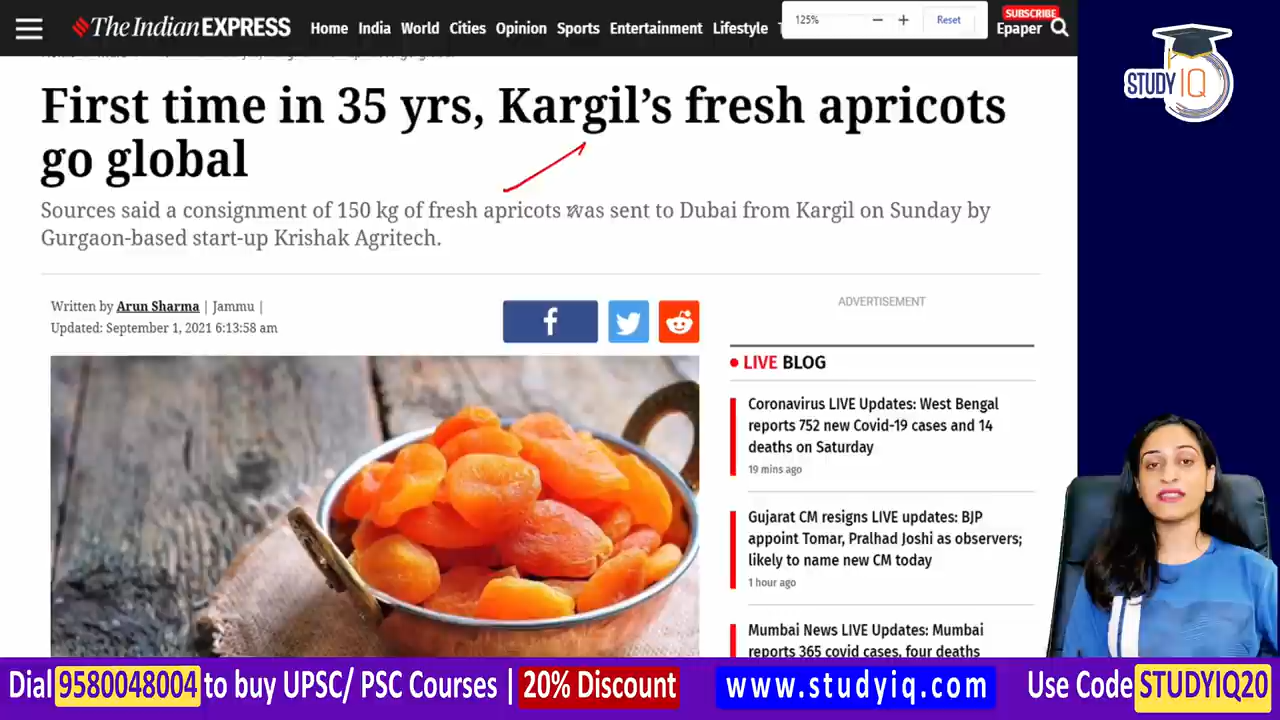 The Indian EXPRESS
Home India World Cities Opinion Sports Entertainment Lifestyle
125% − + Reset
SUBSCRIBE
Epaper
STUDY IQ
First time in 35 yrs, Kargil's fresh apricots
go global
Sources said a consignment of 150 kg of fresh apricots was sent to Dubai from Kargil on Sunday by
Gurgaon-based start-up Krishak Agritech.
Written by Arun Sharma | Jammu |
Updated: September 1, 2021 6:13:58 am
ADVERTISEMENT
LIVE BLOG
Coronavirus LIVE Updates: West Bengal
reports 752 new Covid-19 cases and 14
deaths on Saturday
19 mins ago
Gujarat CM resigns LIVE updates: BJP
appoint Tomar, Pralhad Joshi as observers;
likely to name new CM today
1 hour ago
Mumbai News LIVE Updates: Mumbai
reports 365 covid cases, four deaths
Dial 9580048004 to buy UPSC/ PSC Courses | 20% Discount
www.studyiq.com
Use Code STUDYIQ20